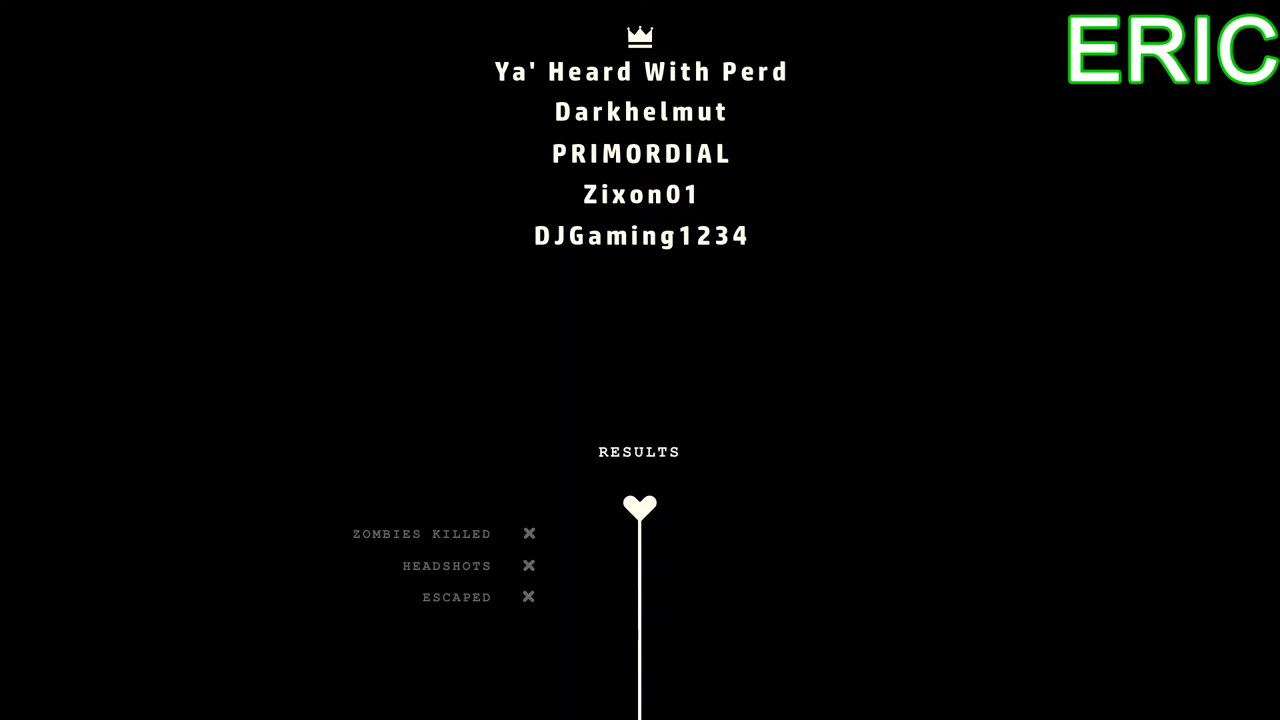 ERIC
Ya' Heard With Perd
Darkhelmut
PRIMORDIAL
Zixon01
DJGaming1234
RESULTS
ZOMBIES KILLED
HEADSHOTS
ESCAPED